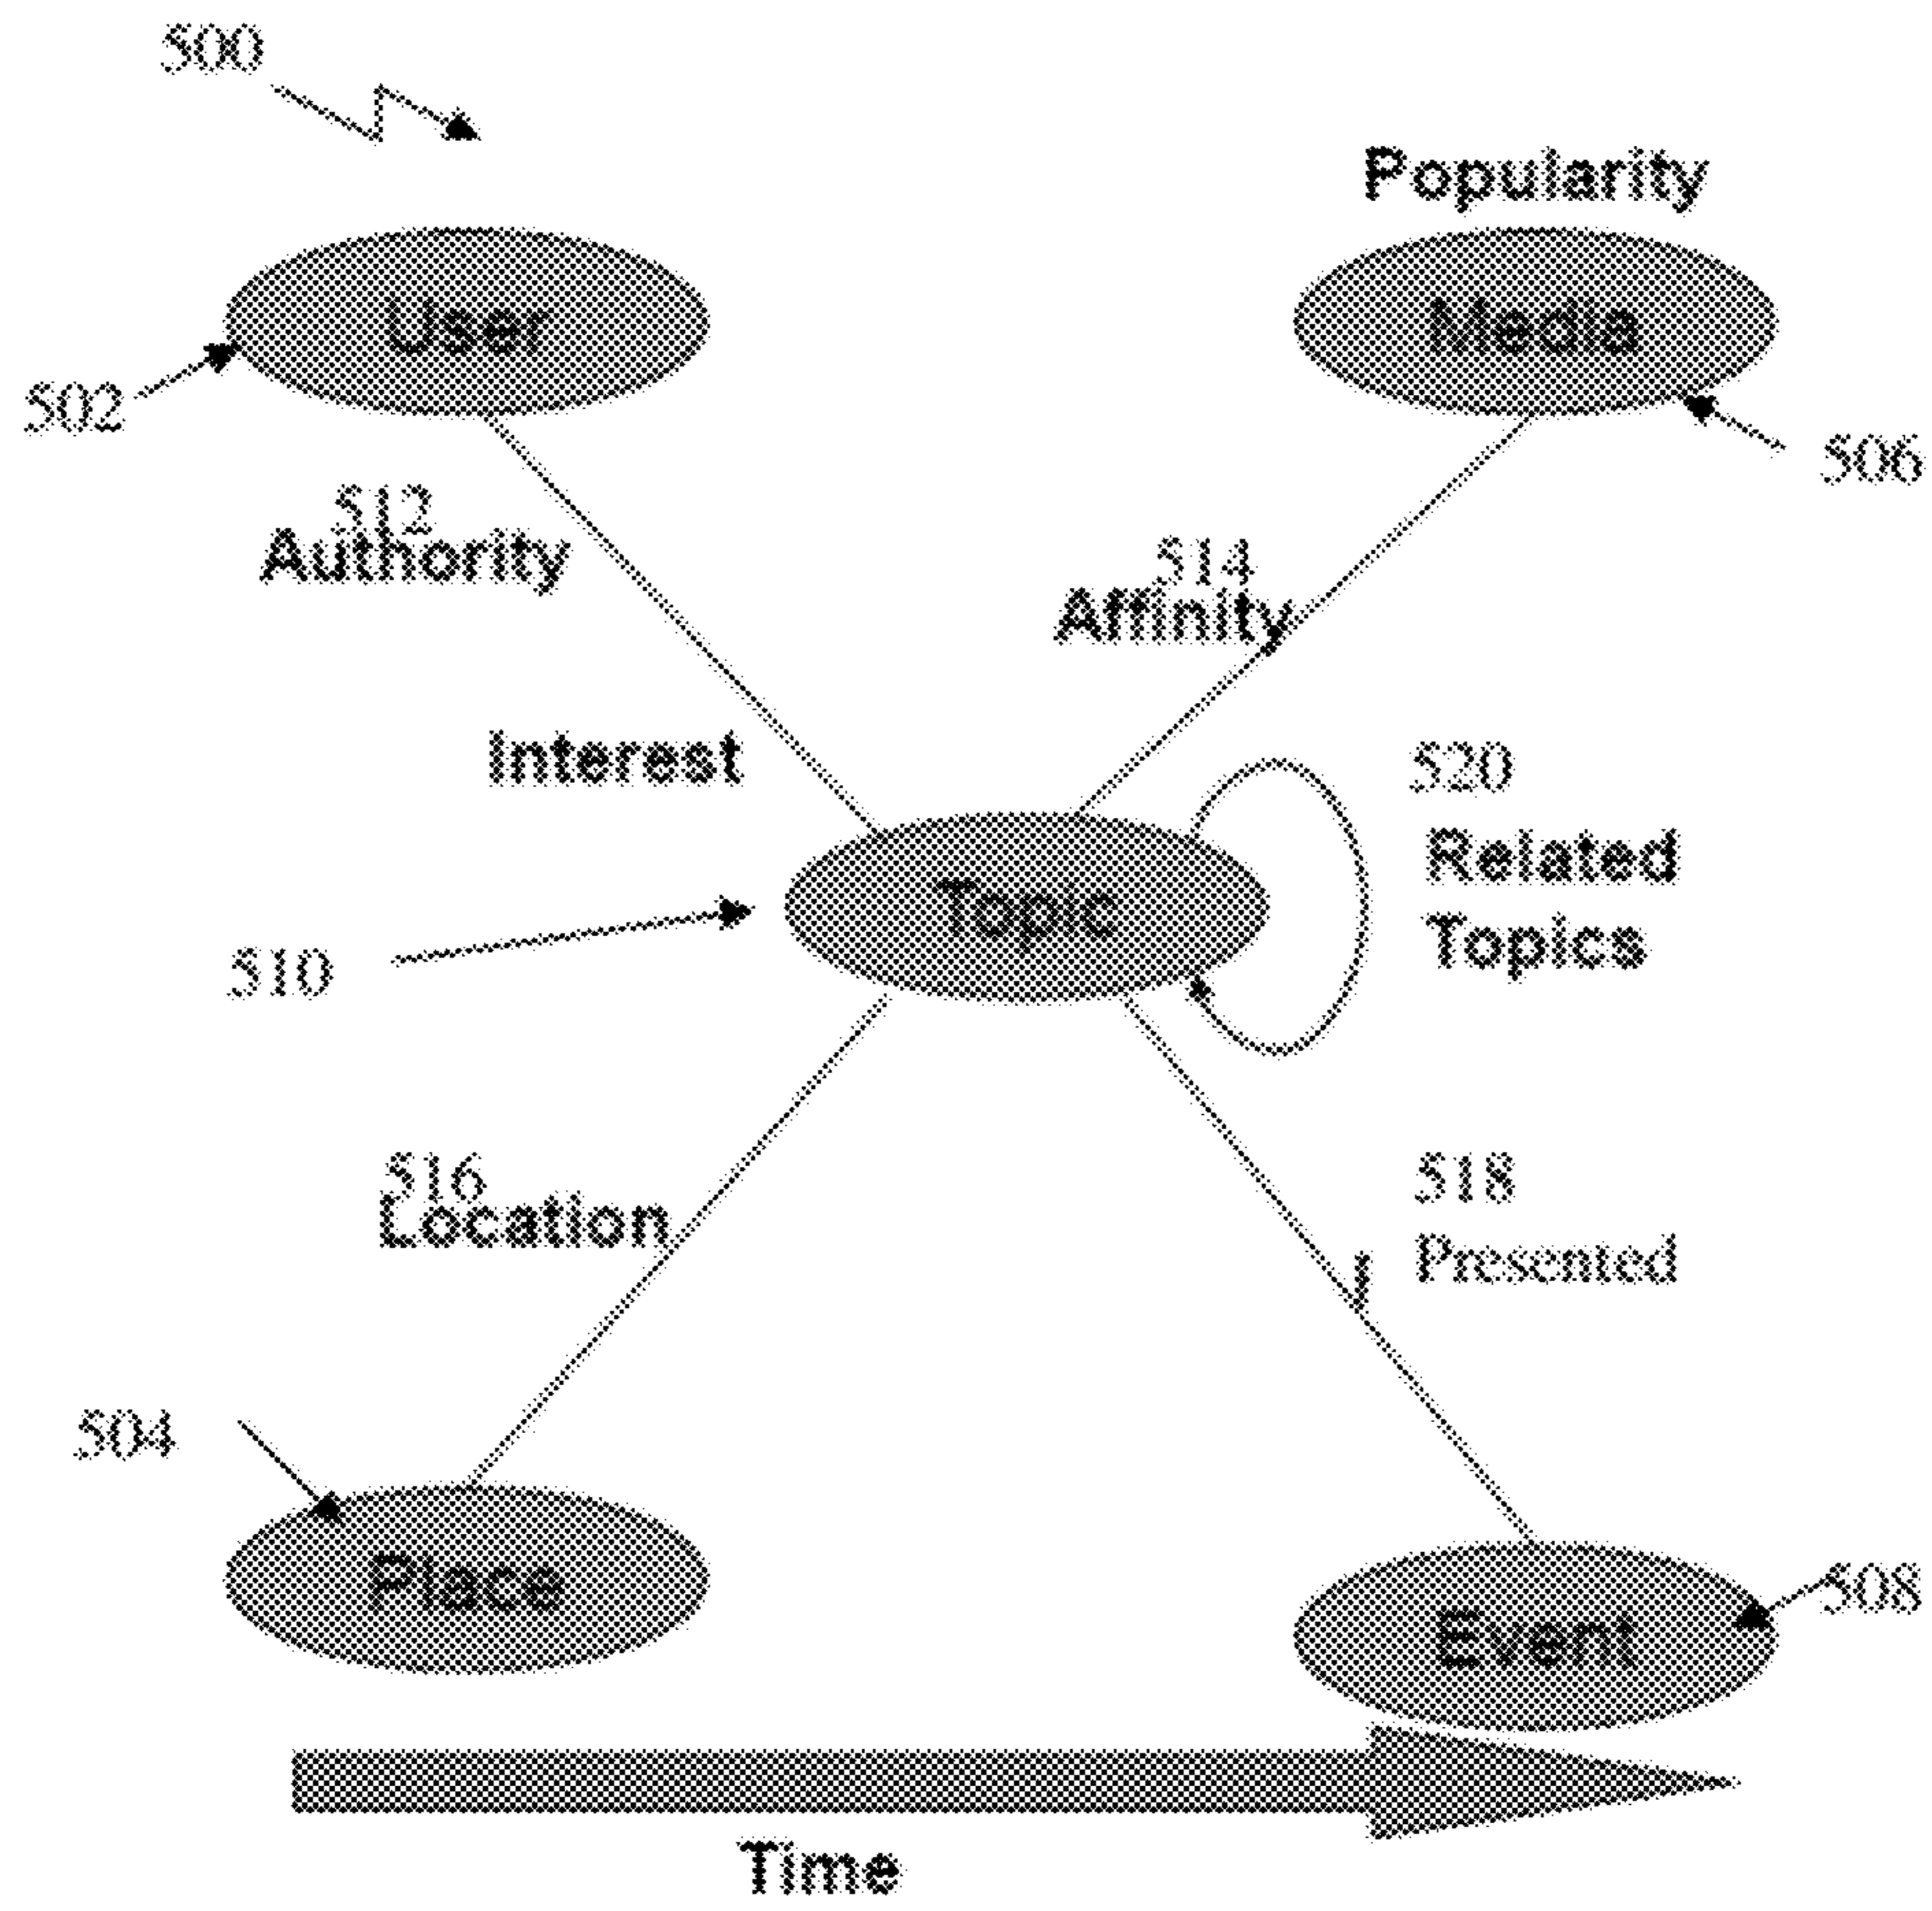 500
Popularity
User
Media
502
506
512
Authority
514
Affinity
Interest
520
Related
Topics
Topic
510
516
Location
518
Presented
504
Place
508
Event
Time